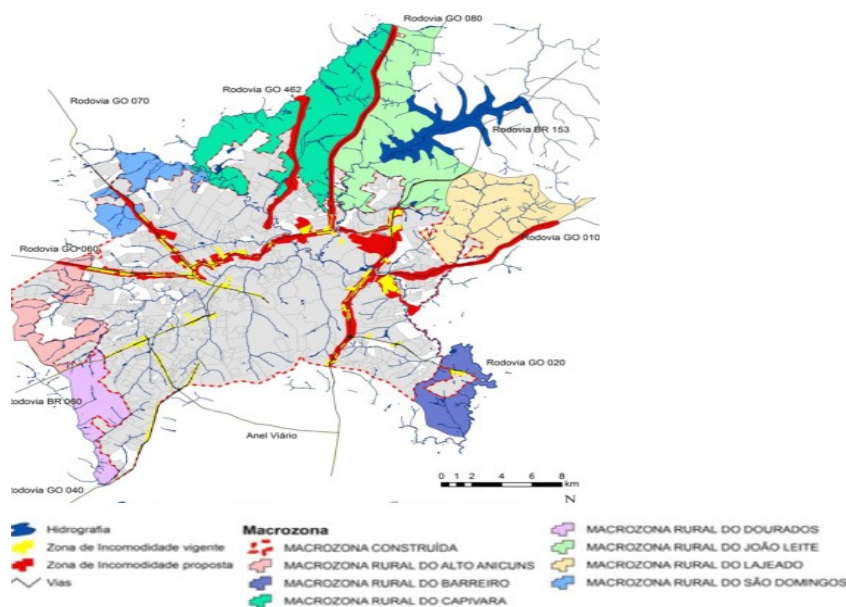 Rodovia GO 080
Rodovia GO 462
Rodovia GO 070
Rodovia BR 153
Rodovia GO 060
Rodovia GO 010
Rodovia GO 020
Rodovia BR 060
Anel Viário
Rodovia GO 040
0 1 2 4 6 8
km
N
Hidrografia
Zona de Incomodidade vigente
Zona de Incomodidade proposta
Vias
Macrozona
MACROZONA CONSTRUÍDA
MACROZONA RURAL DO ALTO ANICUNS
MACROZONA RURAL DO BARREIRO
MACROZONA RURAL DO CAPIVARA
MACROZONA RURAL DO DOURADOS
MACROZONA RURAL DO JOÃO LEITE
MACROZONA RURAL DO LAJEADO
MACROZONA RURAL DO SÃO DOMINGOS